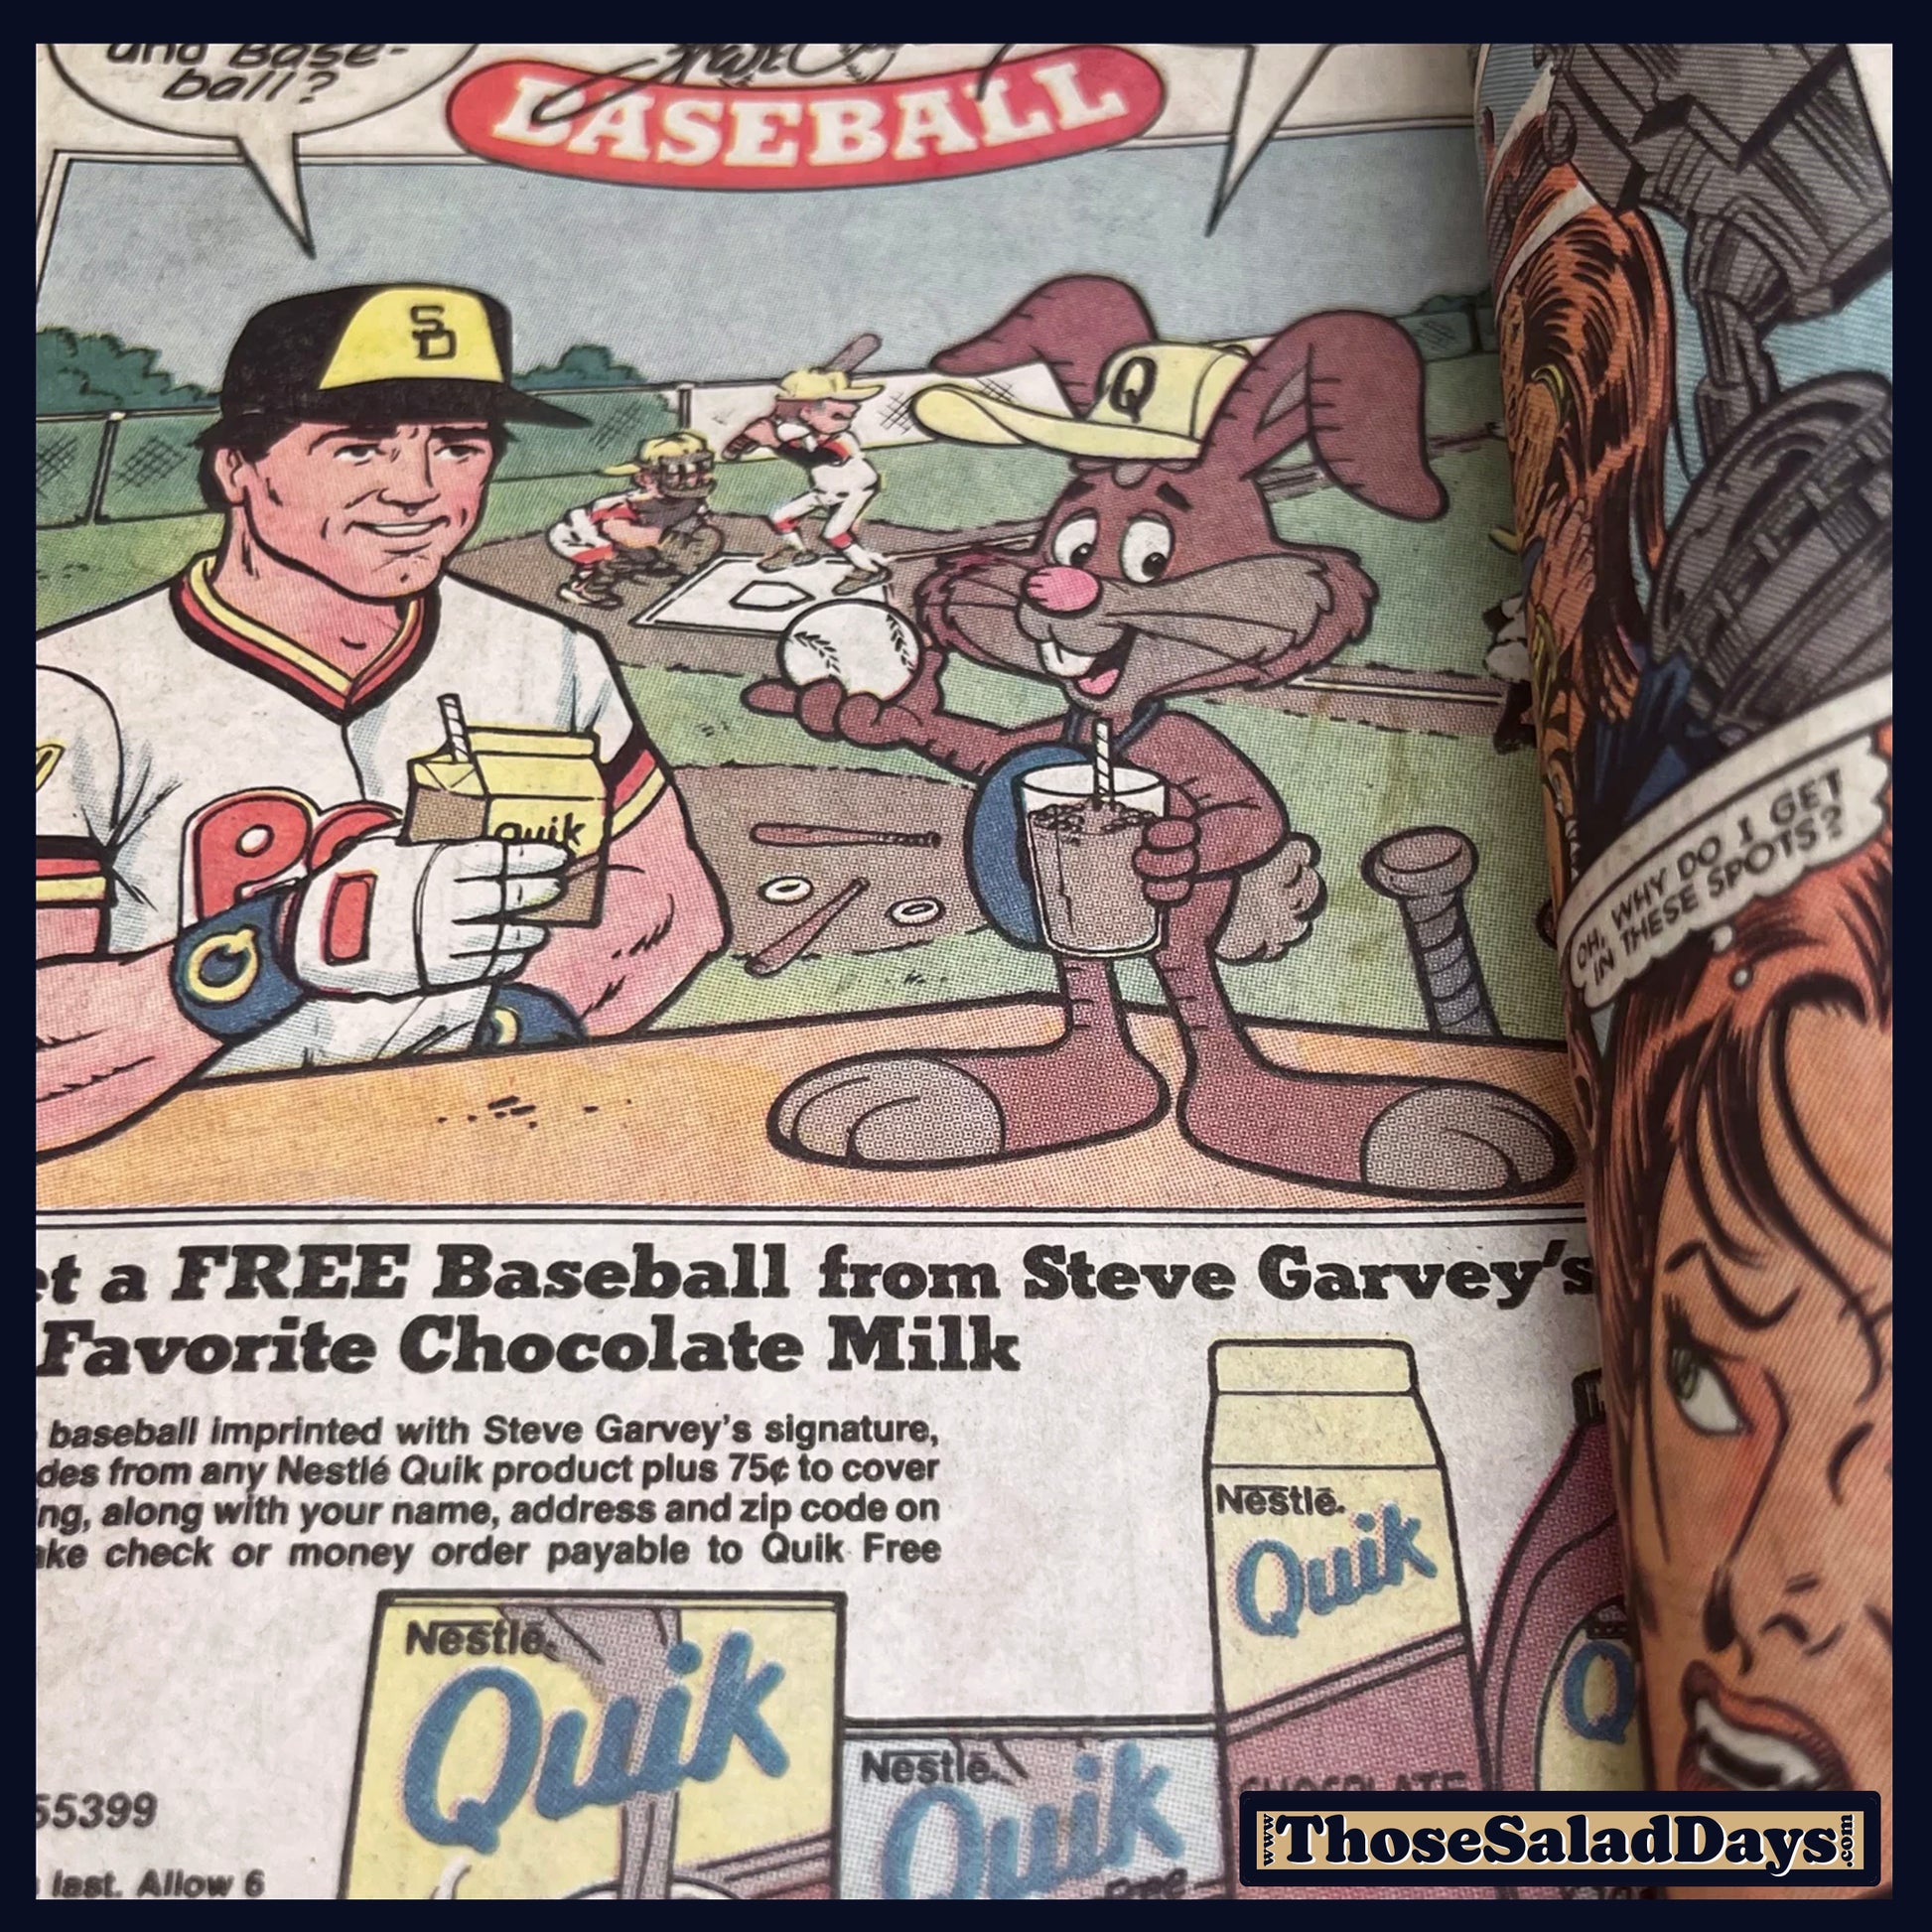 and Base-
ball?
BASEBALL
SD
Q
Quik
OH, WHY DO I GET
IN THESE SPOTS?
et a FREE Baseball from Steve Garvey's
Favorite Chocolate Milk
baseball imprinted with Steve Garvey's signature,
des from any Nestlé Quik product plus 75¢ to cover
ng, along with your name, address and zip code on
ake check or money order payable to Quik Free
Nestlé.
Quik
Nestlé.
Quik
Nestlé.
Quik
Free
CHOCOLATE
Q
55399
last. Allow 6
www.ThoseSaladDays.com